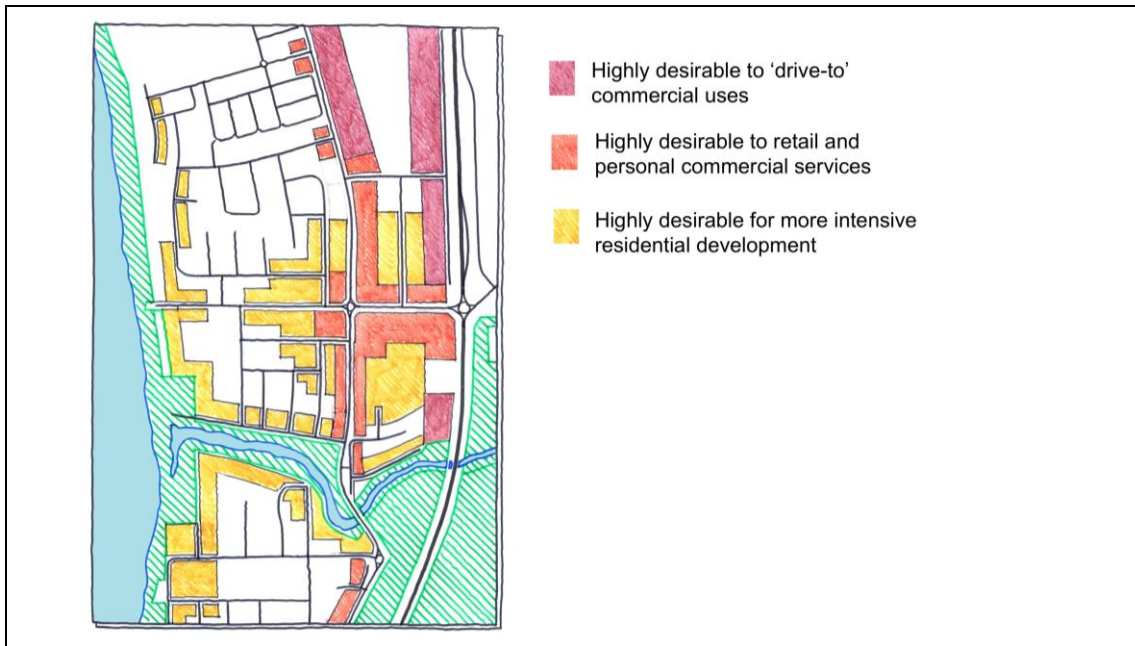 Highly desirable to ‘drive-to’
commercial uses
Highly desirable to retail and
personal commercial services
Highly desirable for more intensive
residential development